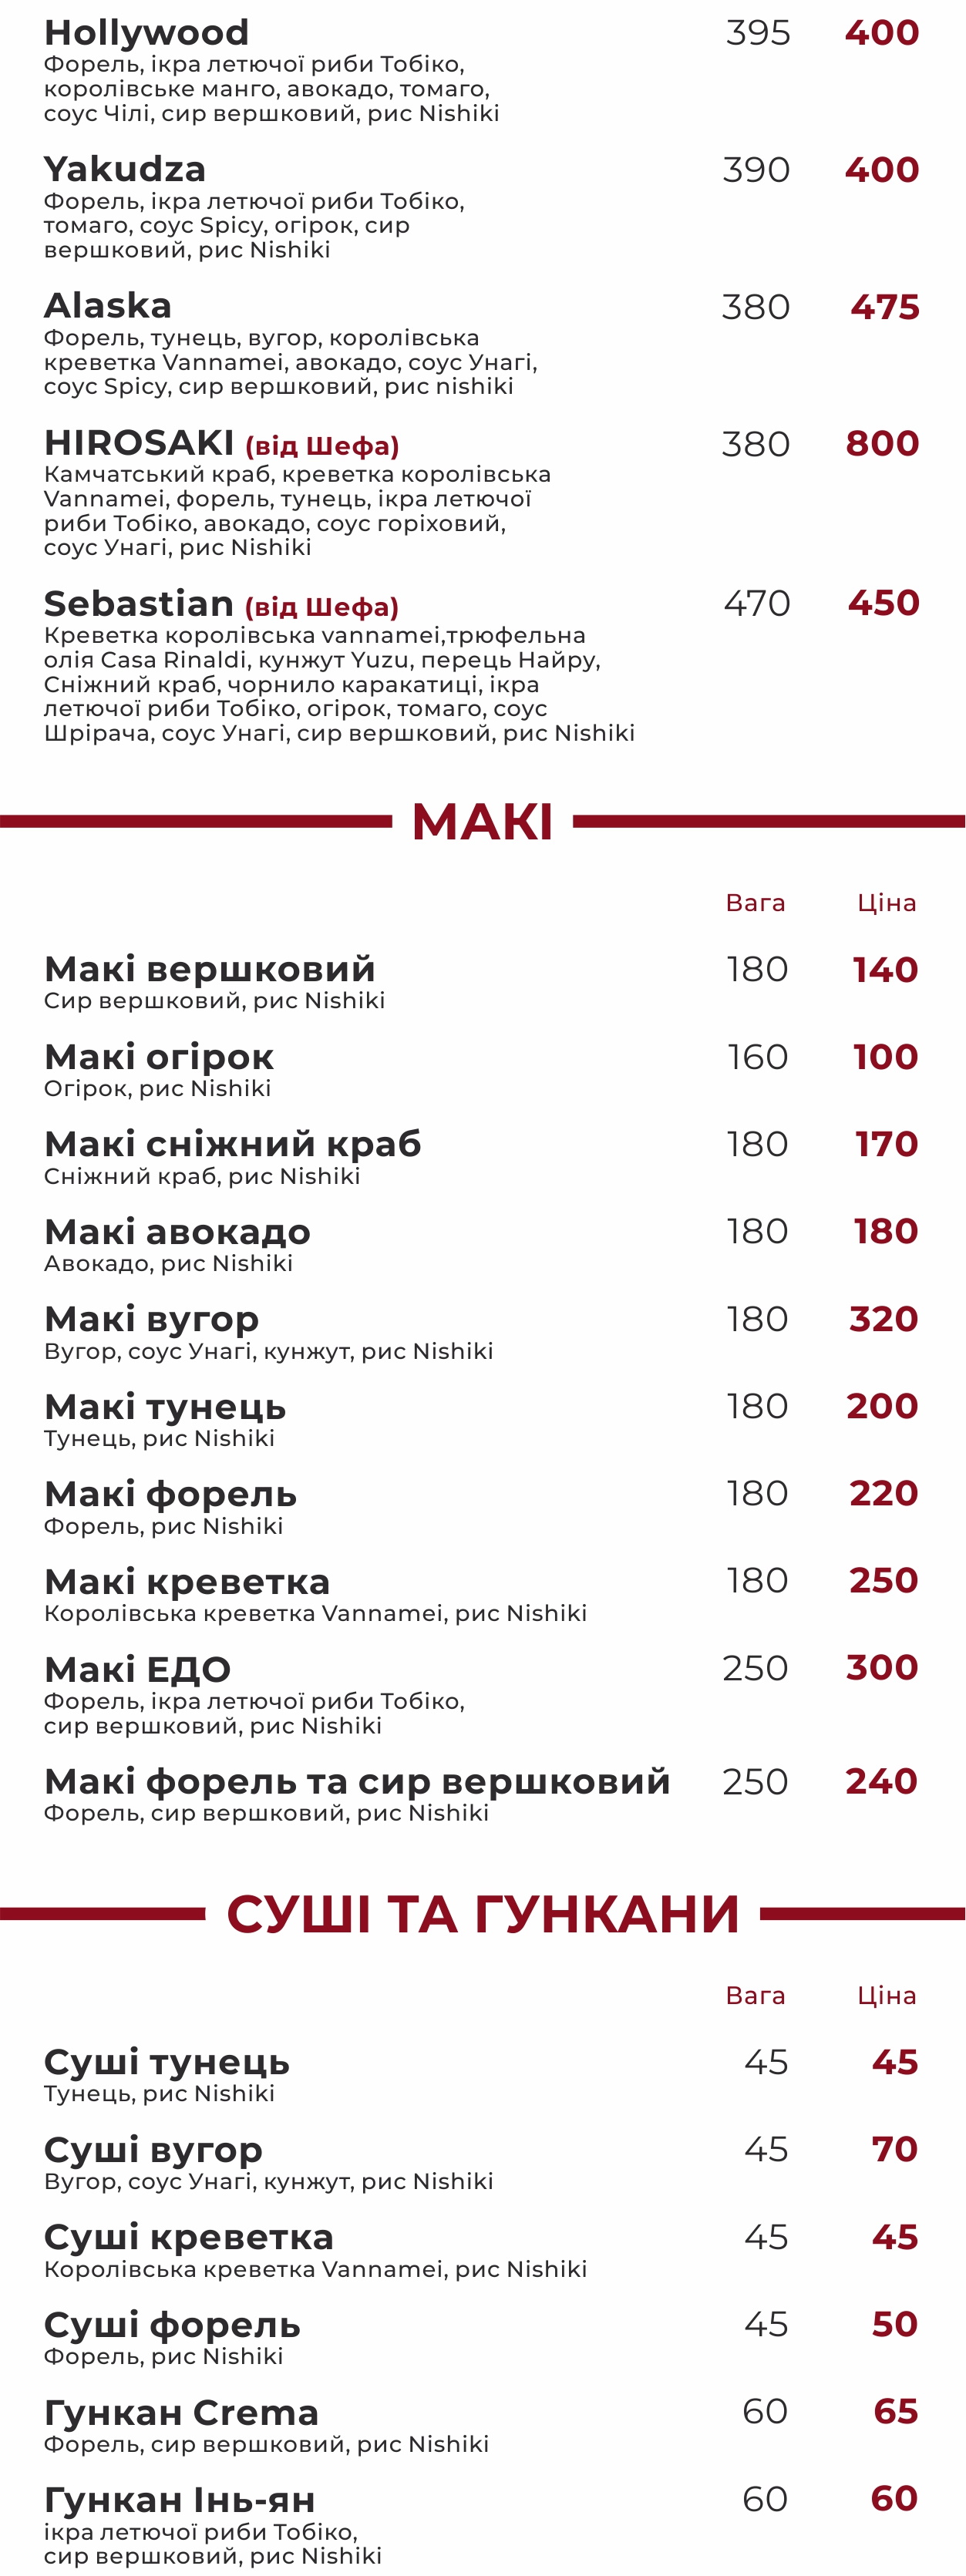 Hollywood 395 400
Форель, ікра летючої риби Тобіко,
королівське манго, авокадо, томаго,
соус Чілі, сир вершковий, рис Nishiki
Yakudza 390 400
Форель, ікра летючої риби Тобіко,
томаго, соус Spicy, огірок, сир
вершковий, рис Nishiki
Alaska 380 475
Форель, тунець, вугор, королівська
креветка Vannamei, авокадо, соус Унагі,
соус Spicy, сир вершковий, рис nishiki
HIROSAKI (від Шефа) 380 800
Камчатський краб, креветка королівська
Vannamei, форель, тунець, ікра летючої
риби Тобіко, авокадо, соус горіховий,
соус Унагі, рис Nishiki
Sebastian (від Шефа) 470 450
Креветка королівська vannamei,трюфельна
олія Casa Rinaldi, кунжут Yuzu, перець Найру,
Сніжний краб, чорнило каракатиці, ікра
летючої риби Тобіко, огірок, томаго, соус
Шрірача, соус Унагі, сир вершковий, рис Nishiki
МАКІ
Вага Ціна
Макі вершковий 180 140
Сир вершковий, рис Nishiki
Макі огірок 160 100
Огірок, рис Nishiki
Макі сніжний краб 180 170
Сніжний краб, рис Nishiki
Макі авокадо 180 180
Авокадо, рис Nishiki
Макі вугор 180 320
Вугор, соус Унагі, кунжут, рис Nishiki
Макі тунець 180 200
Тунець, рис Nishiki
Макі форель 180 220
Форель, рис Nishiki
Макі креветка 180 250
Королівська креветка Vannamei, рис Nishiki
Макі ЕДО 250 300
Форель, ікра летючої риби Тобіко,
сир вершковий, рис Nishiki
Макі форель та сир вершковий 250 240
Форель, сир вершковий, рис Nishiki
СУШІ ТА ГУНКАНИ
Вага Ціна
Суші тунець 45 45
Тунець, рис Nishiki
Суші вугор 45 70
Вугор, соус Унагі, кунжут, рис Nishiki
Суші креветка 45 45
Королівська креветка Vannamei, рис Nishiki
Суші форель 45 50
Форель, рис Nishiki
Гункан Crema 60 65
Форель, сир вершковий, рис Nishiki
Гункан Інь-ян 60 60
ікра летючої риби Тобіко,
сир вершковий, рис Nishiki